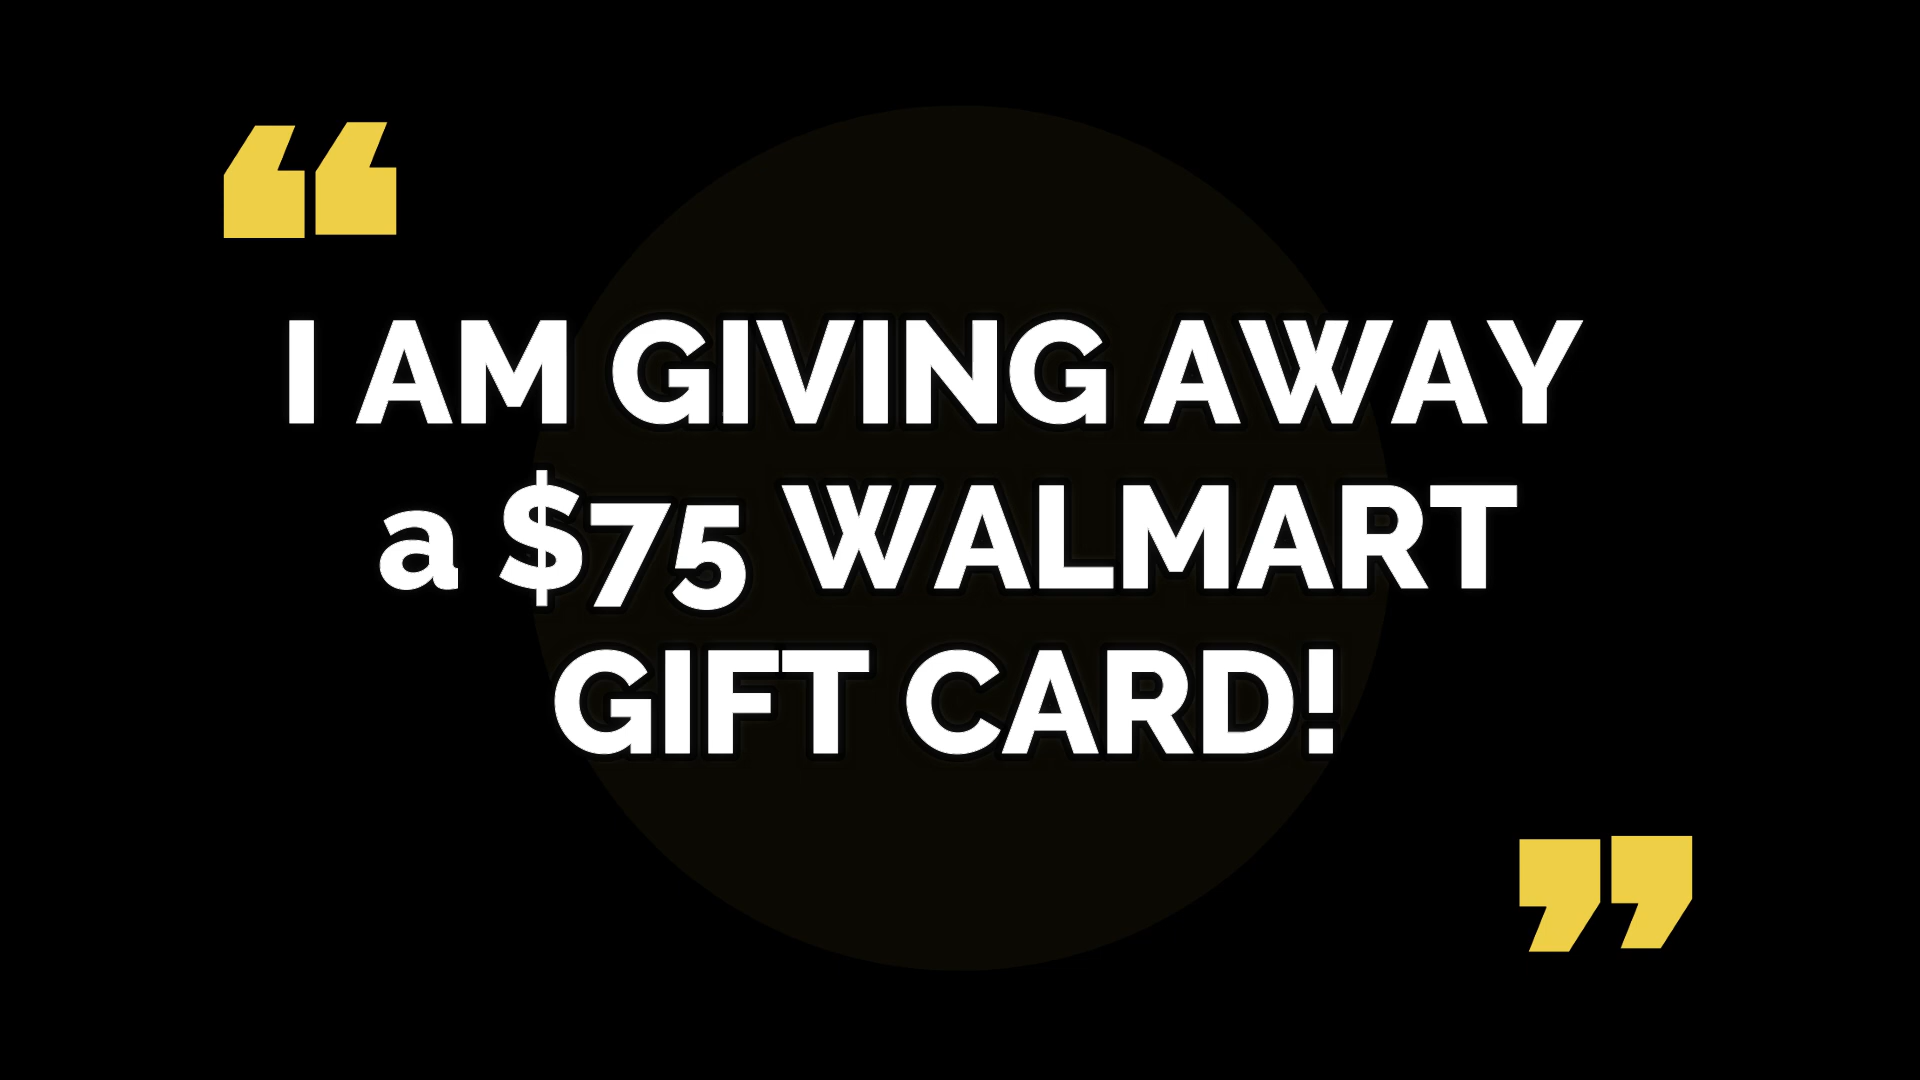 “
I AM GIVING AWAY
a $75 WALMART
GIFT CARD!
”